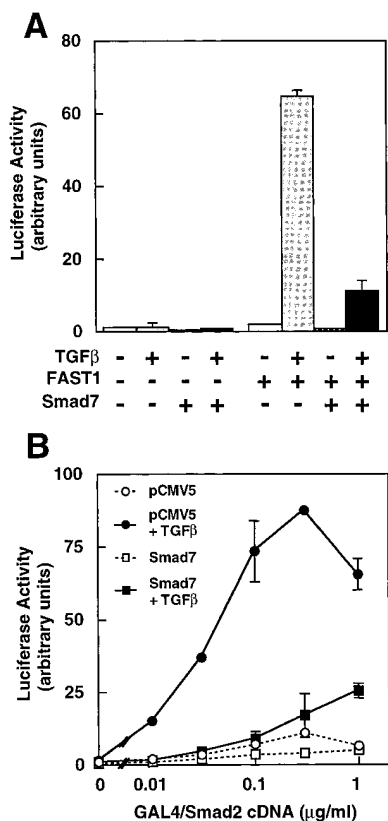 A
Luciferase Activity
(arbitrary units)
80
60
40
20
0
TGFβ - + - + - + - +
FAST1 - - - - + + + +
Smad7 - - + + - - + +
B
Luciferase Activity
(arbitrary units)
100
75
50
25
0
pCMV5
pCMV5
+ TGFβ
Smad7
Smad7
+ TGFβ
0 0.01 0.1 1
GAL4/Smad2 cDNA (μg/ml)